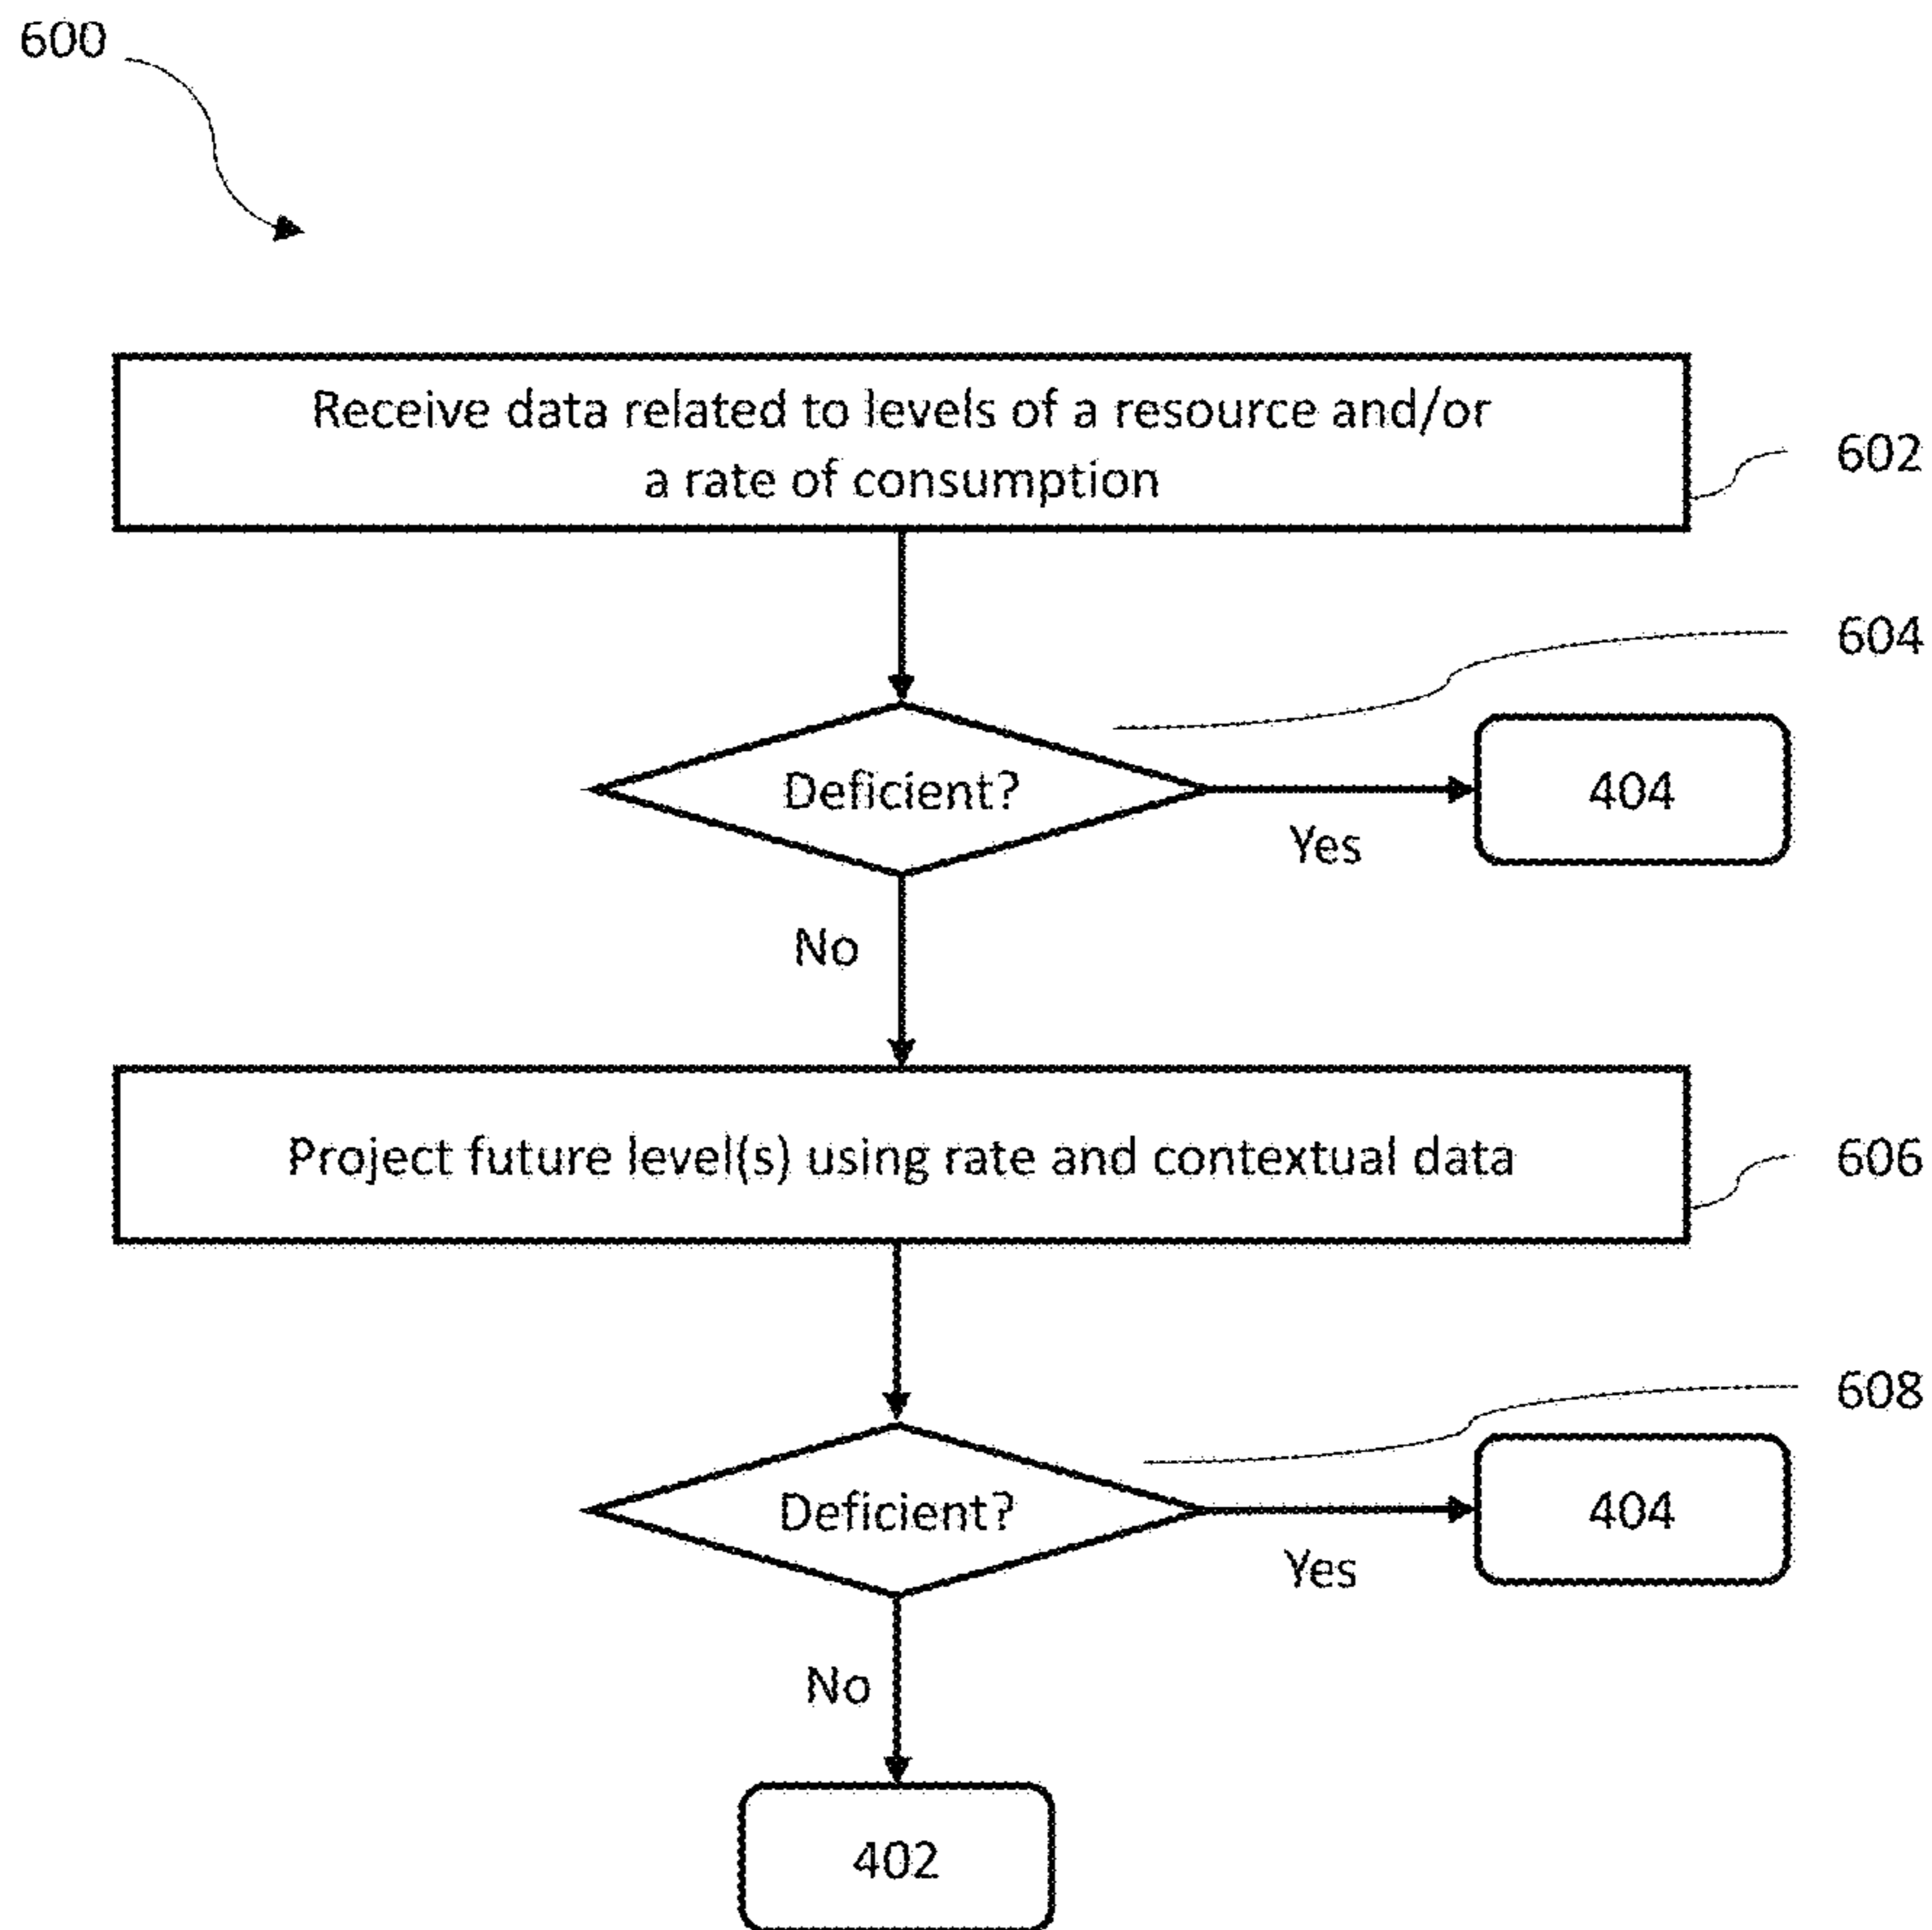 600
Receive data related to levels of a resource and/or
a rate of consumption
602
604
Deficient?
404
Yes
No
Project future level(s) using rate and contextual data
606
608
Deficient?
404
Yes
No
402